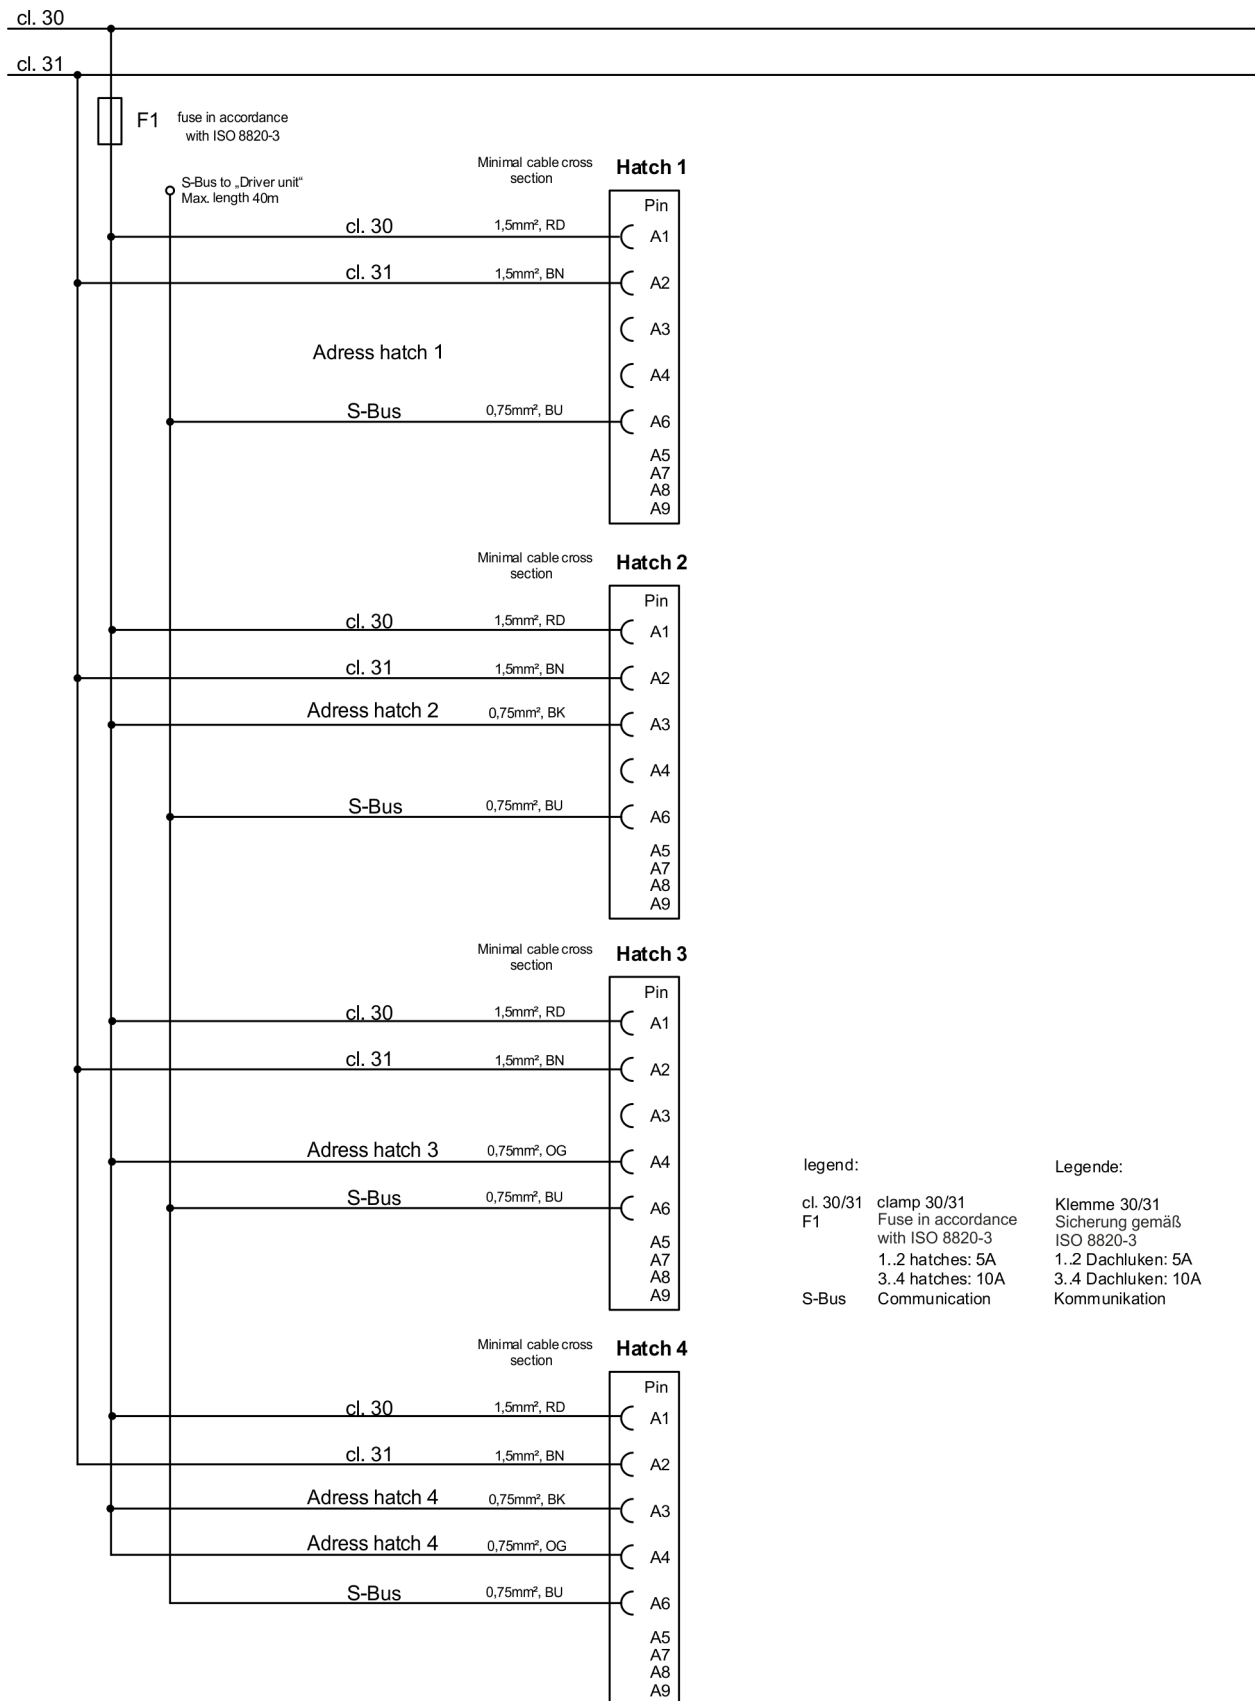 cl. 30
cl. 31
F1
fuse in accordance
with ISO 8820-3
S-Bus to „Driver unit“
Max. length 40m
Minimal cable cross
section
Hatch 1
Pin
cl. 30 1,5mm², RD A1
cl. 31 1,5mm², BN A2
A3
Adress hatch 1
A4
S-Bus 0,75mm², BU A6
A5
A7
A8
A9
Minimal cable cross
section
Hatch 2
Pin
cl. 30 1,5mm², RD A1
cl. 31 1,5mm², BN A2
Adress hatch 2 0,75mm², BK A3
A4
S-Bus 0,75mm², BU A6
A5
A7
A8
A9
Minimal cable cross
section
Hatch 3
Pin
cl. 30 1,5mm², RD A1
cl. 31 1,5mm², BN A2
A3
Adress hatch 3 0,75mm², OG A4
S-Bus 0,75mm², BU A6
A5
A7
A8
A9
legend: Legende:
cl. 30/31 clamp 30/31 Klemme 30/31
F1 Fuse in accordance Sicherung gemäß
with ISO 8820-3 ISO 8820-3
1..2 hatches: 5A 1..2 Dachluken: 5A
3..4 hatches: 10A 3..4 Dachluken: 10A
S-Bus Communication Kommunikation
Minimal cable cross
section
Hatch 4
Pin
cl. 30 1,5mm², RD A1
cl. 31 1,5mm², BN A2
Adress hatch 4 0,75mm², BK A3
Adress hatch 4 0,75mm², OG A4
S-Bus 0,75mm², BU A6
A5
A7
A8
A9